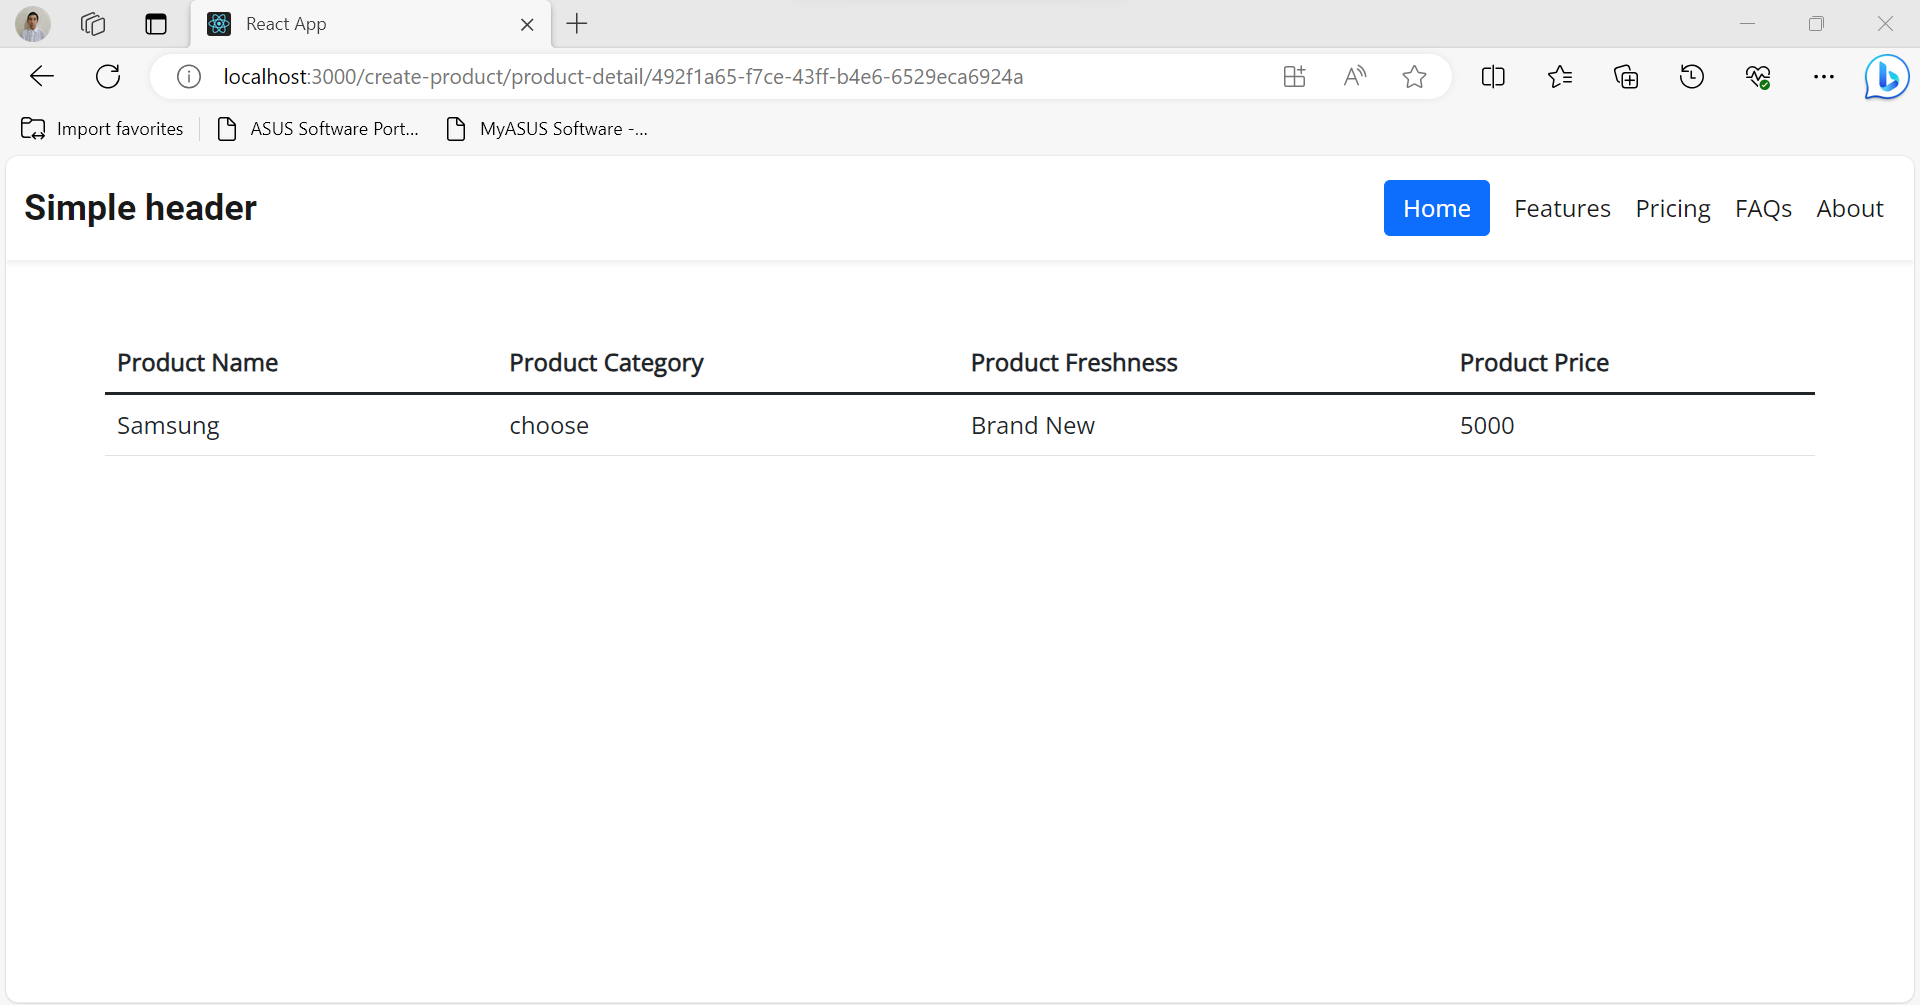 React App
localhost:3000/create-product/product-detail/492f1a65-f7ce-43ff-b4e6-6529eca6924a
Import favorites ASUS Software Port... MyASUS Software -...
Simple header Home Features Pricing FAQs About
Product Name Product Category Product Freshness Product Price
Samsung choose Brand New 5000